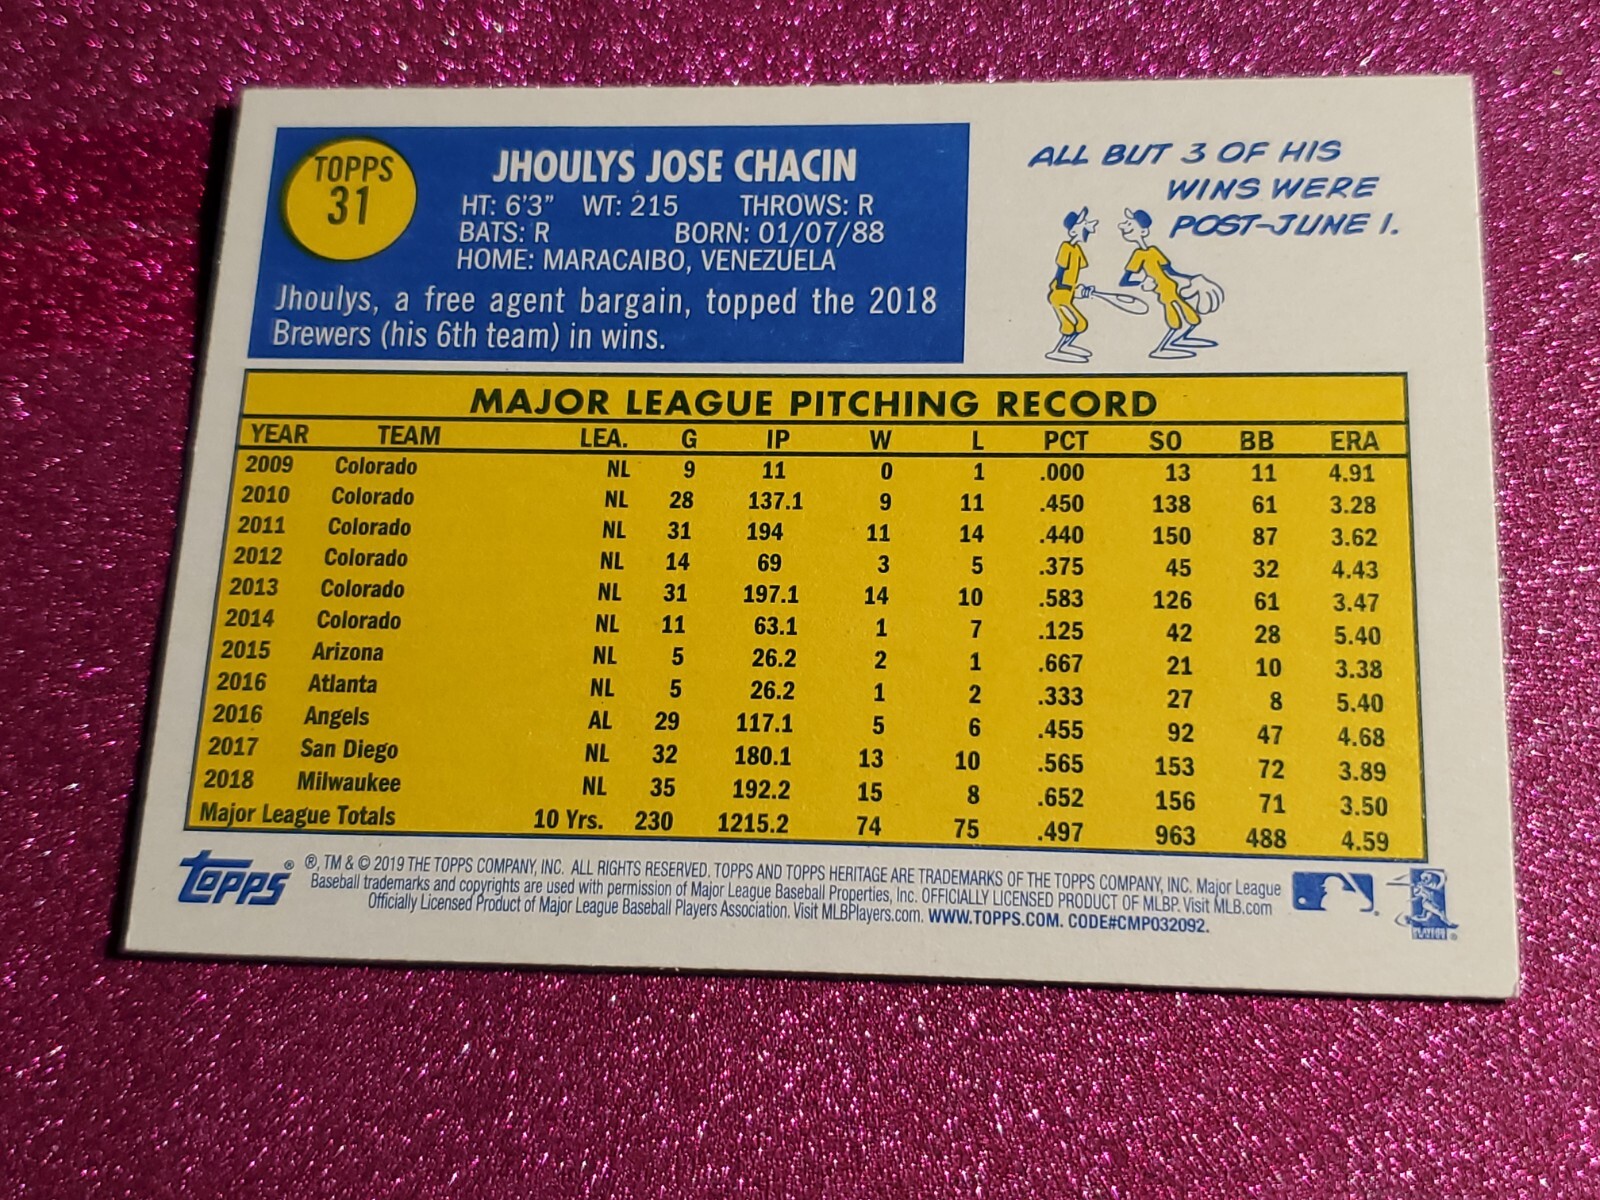 TOPPS
31
JHOULYS JOSE CHACIN
HT: 6'3" WT: 215 THROWS: R
BATS: R BORN: 01/07/88
HOME: MARACAIBO, VENEZUELA
Jhoulys, a free agent bargain, topped the 2018
Brewers (his 6th team) in wins.
ALL BUT 3 OF HIS
WINS WERE
POST-JUNE 1.
MAJOR LEAGUE PITCHING RECORD
YEAR TEAM LEA. G IP W L PCT SO BB ERA
2009 Colorado NL 9 11 0 1 .000 13 11 4.91
2010 Colorado NL 28 137.1 9 11 .450 138 61 3.28
2011 Colorado NL 31 194 11 14 .440 150 87 3.62
2012 Colorado NL 14 69 3 5 .375 45 32 4.43
2013 Colorado NL 31 197.1 14 10 .583 126 61 3.47
2014 Colorado NL 11 63.1 1 7 .125 42 28 5.40
2015 Arizona NL 5 26.2 2 1 .667 21 10 3.38
2016 Atlanta NL 5 26.2 1 2 .333 27 8 5.40
2016 Angels AL 29 117.1 5 6 .455 92 47 4.68
2017 San Diego NL 32 180.1 13 10 .565 153 72 3.89
2018 Milwaukee NL 35 192.2 15 8 .652 156 71 3.50
Major League Totals 10 Yrs. 230 1215.2 74 75 .497 963 488 4.59
topps ® ®, TM & © 2019 THE TOPPS COMPANY, INC. ALL RIGHTS RESERVED. TOPPS AND TOPPS HERITAGE ARE TRADEMARKS OF THE TOPPS COMPANY, INC. Major League
Baseball trademarks and copyrights are used with permission of Major League Baseball Properties, Inc. OFFICIALLY LICENSED PRODUCT OF MLBP. Visit MLB.com
Officially Licensed Product of Major League Baseball Players Association. Visit MLBPlayers.com. WWW.TOPPS.COM. CODE#CMP032092.